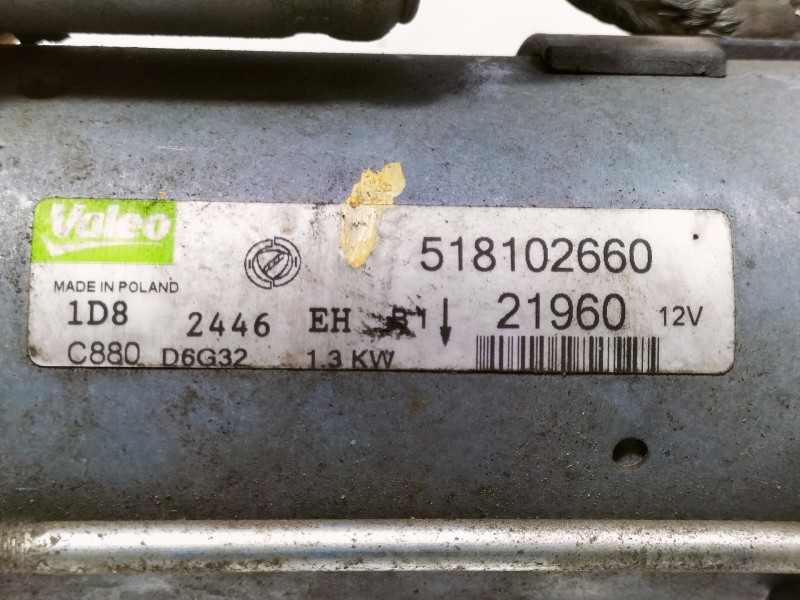 Valeo
518102660
MADE IN POLAND
1D8 2446 EH 21960 12V
C880 D6G32 1.3 KW